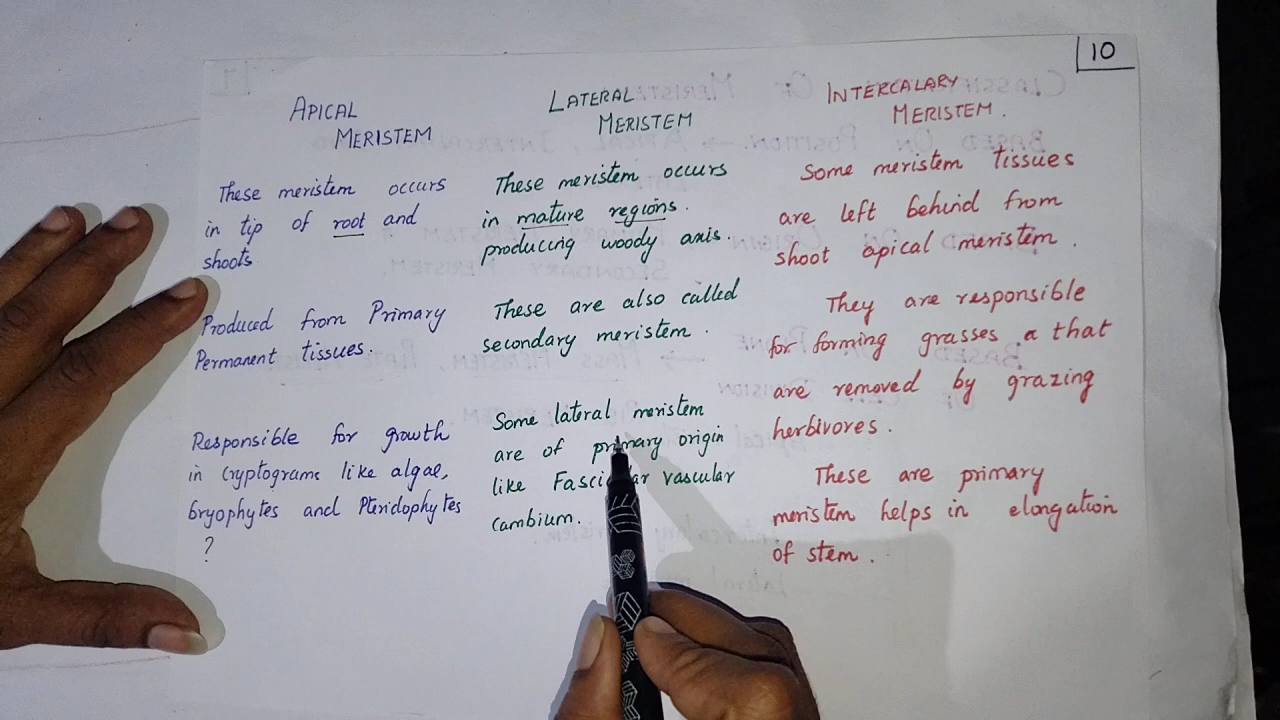 10
APICAL
MERISTEM
These meristem occurs
in tip of root and
shoots
Produced from Primary
Permanent tissues.
Responsible for growth
in cryptograms like algae,
bryophytes and Pteridophytes
?
LATERAL
MERISTEM
These meristem occurs
in mature regions.
producing woody axis.
These are also called
secondary meristem.
Some lateral meristem
are of primary origin
like vascular
cambium.
INTERCALARY
MERISTEM.
Some meristem tissues
are left behind from
shoot apical meristem.
They are responsible
for forming grasses a that
are removed by grazing
herbivores.
These are primary
meristem helps in elongation
of stem.